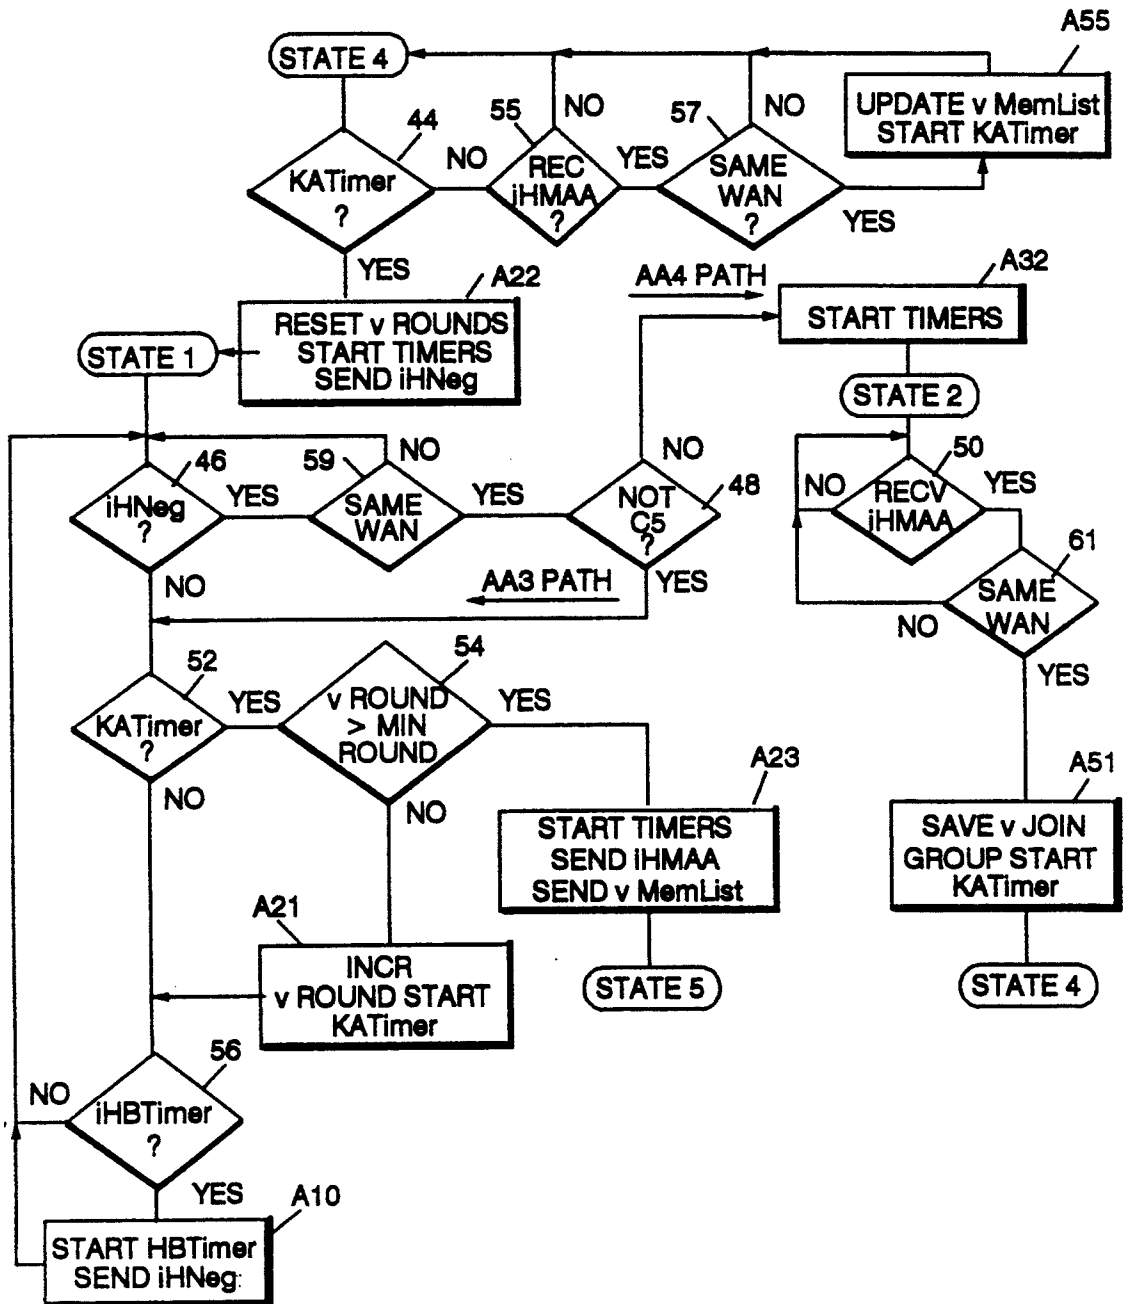 A55
STATE 4
UPDATE v MemList
START KATimer
NO
NO
44
55
57
KATimer
?
NO
REC
iHMAA
?
YES
SAME
WAN
?
YES
YES
A22
AA4 PATH
A32
RESET v ROUNDS
START TIMERS
SEND iHNeg
START TIMERS
STATE 1
STATE 2
NO
NO
46
59
48
50
iHNeg
?
YES
SAME
WAN
YES
NOT
C5
?
NO
RECV
iHMAA
YES
61
NO
AA3 PATH
YES
SAME
WAN
NO
YES
52
54
KATimer
?
YES
v ROUND
> MIN
ROUND
YES
NO
NO
A23
A51
START TIMERS
SEND iHMAA
SEND v MemList
SAVE v JOIN
GROUP START
KATimer
A21
INCR
v ROUND START
KATimer
STATE 5
STATE 4
56
NO
iHBTimer
?
YES
A10
START HBTimer
SEND iHNeg